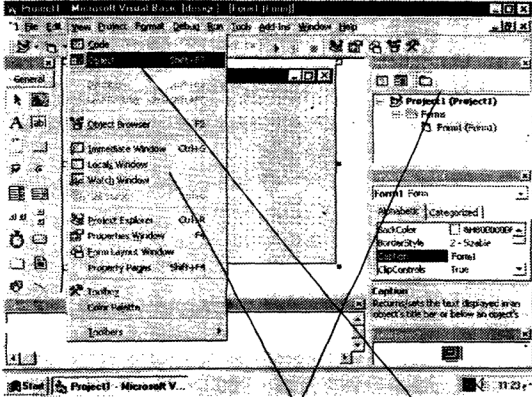 Project1 - Microsoft Visual Basic [design] - [Form1 (Form)]
File Edit View Project Format Debug Run Tools Add-Ins Window Help
Code
Object Shift+F7
Object Browser F2
Immediate Window Ctrl+G
Locals Window
Watch Window
Project Explorer Ctrl+R
Properties Window F4
Form Layout Window
Property Pages Shift+F4
Toolbox
Color Palette
Toolbars
General
A ab
Project1 (Project1)
Forms
Form1 (Form1)
Form1 Form
Alphabetic Categorized
BackColor &H8000000F
BorderStyle 2 - Sizable
Caption Form1
ClipControls True
Caption
Returns/sets the text displayed in an
object's title bar or below an object's
Start Project1 - Microsoft V...
11:23